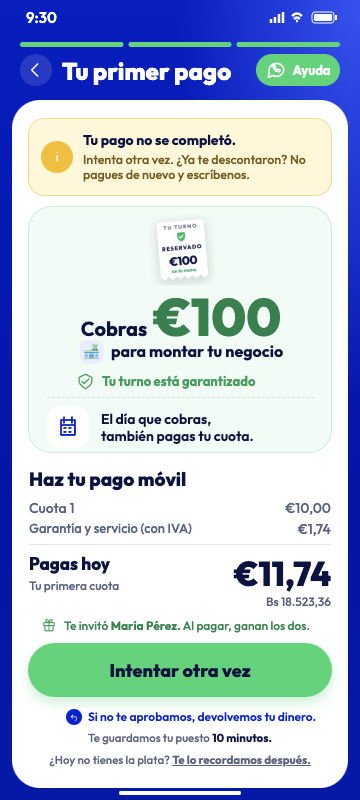 9:30
Tu primer pago
Ayuda
Tu pago no se completó.
Intenta otra vez. ¿Ya te descontaron? No
pagues de nuevo y escríbenos.
TU TURNO
RESERVADO
€100
en tu mano
Cobras €100
para montar tu negocio
Tu turno está garantizado
El día que cobras,
también pagas tu cuota.
Haz tu pago móvil
Cuota 1 €10,00
Garantía y servicio (con IVA) €1,74
Pagas hoy €11,74
Tu primera cuota
Bs 18.523,36
Te invitó María Pérez. Al pagar, ganan los dos.
Intentar otra vez
Si no te aprobamos, devolvemos tu dinero.
Te guardamos tu puesto 10 minutos.
¿Hoy no tienes la plata? Te lo recordamos después.